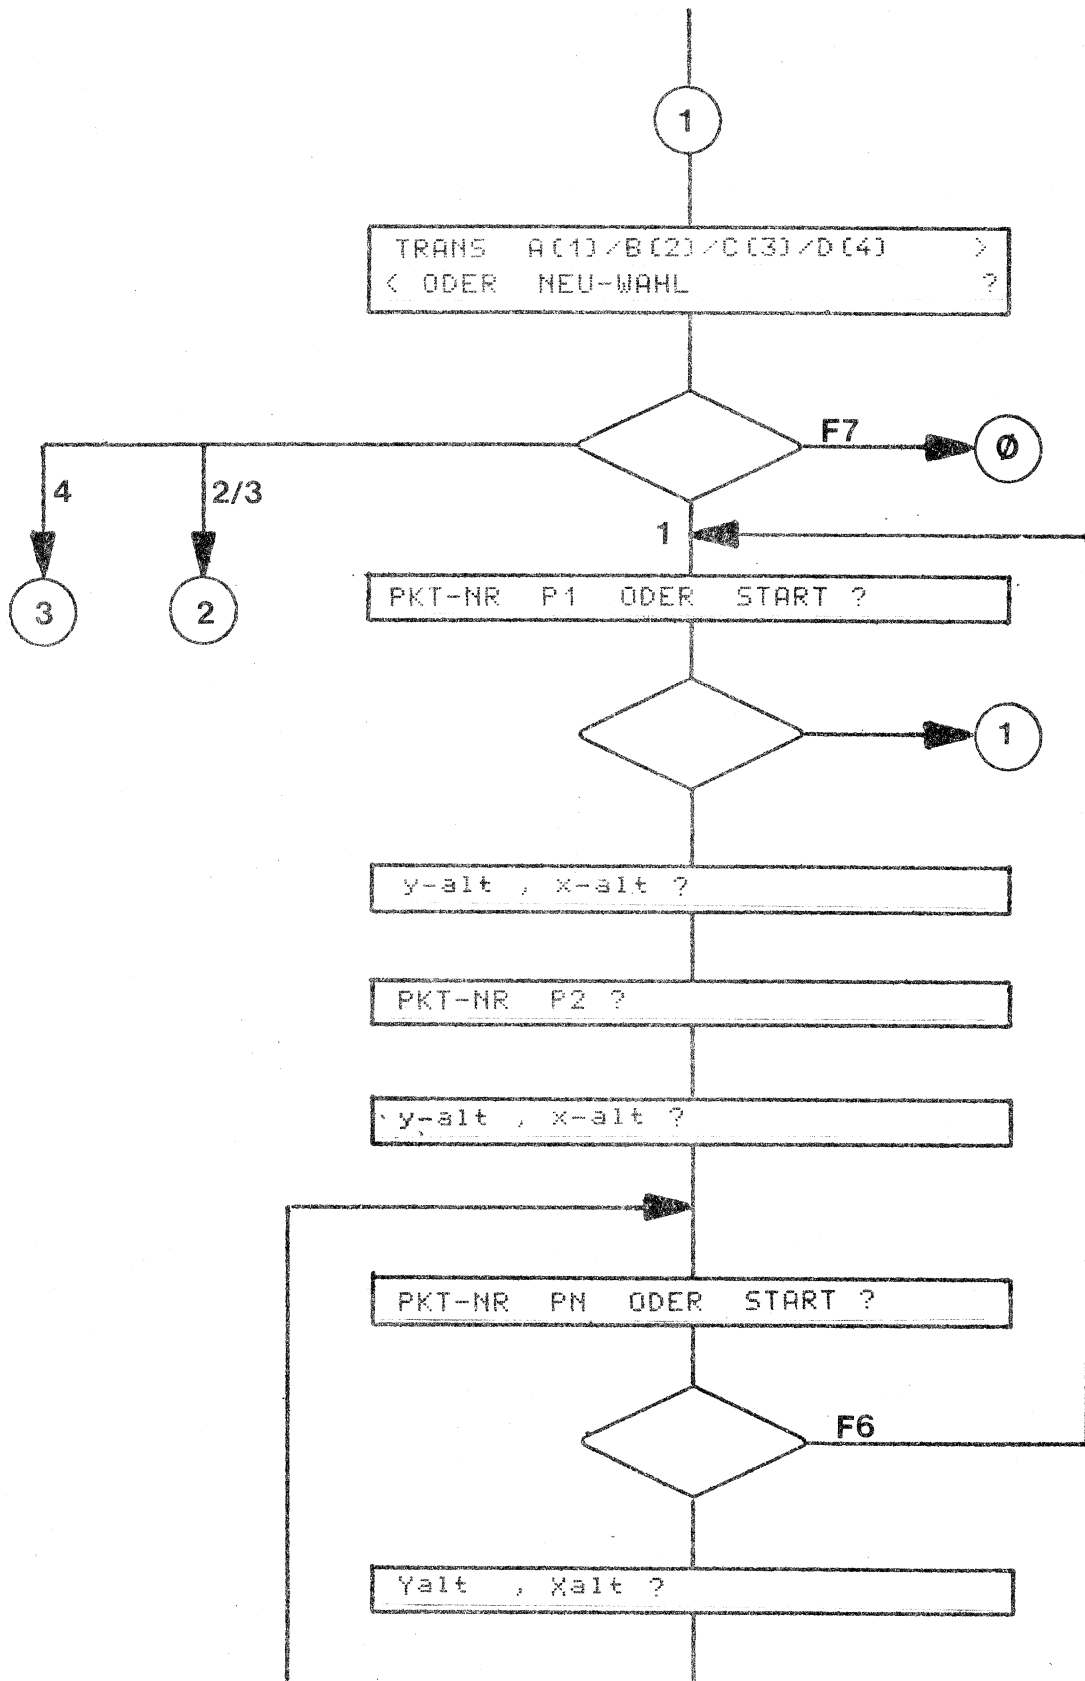 1
TRANS A(1)/B(2)/C(3)/D(4) >
< ODER NEU-WAHL ?
F7
Ø
4
2/3
1
3
2
PKT-NR P1 ODER START ?
1
y-alt , x-alt ?
PKT-NR P2 ?
y-alt , x-alt ?
PKT-NR PN ODER START ?
F6
Yalt , Xalt ?